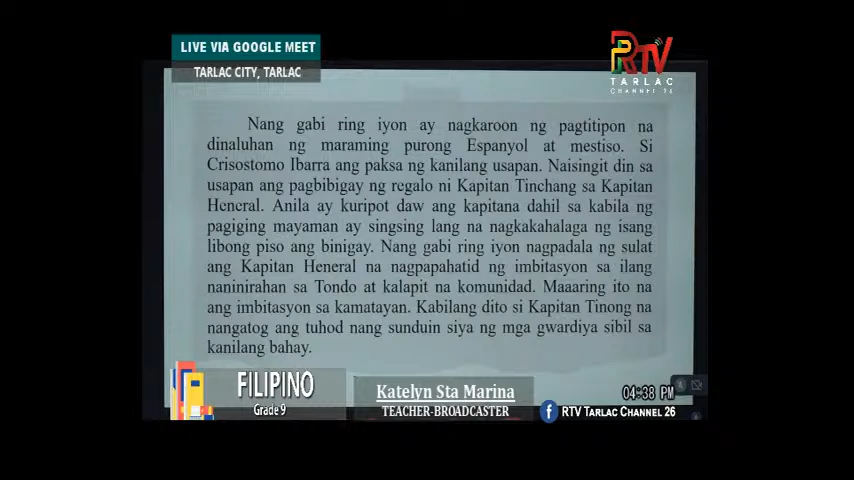 LIVE VIA GOOGLE MEET
TARLAC CITY, TARLAC
RTV
TARLAC
CHANNEL 26
Nang gabi ring iyon ay nagkaroon ng pagtitipon na
dinaluhan ng maraming purong Espanyol at mestiso. Si
Crisostomo Ibarra ang paksa ng kanilang usapan. Naisingit din sa
usapan ang pagbibigay ng regalo ni Kapitan Tinchang sa Kapitan
Heneral. Anila ay kuripot daw ang kapitana dahil sa kabila ng
pagiging mayaman ay singsing lang na nagkakahalaga ng isang
libong piso ang binigay. Nang gabi ring iyon nagpadala ng sulat
ang Kapitan Heneral na nagpapahatid ng imbitasyon sa ilang
naninirahan sa Tondo at kalapit na komunidad. Maaaring ito na
ang imbitasyon sa kamatayan. Kabilang dito si Kapitan Tinong na
nangatog ang tuhod nang sunduin siya ng mga gwardiya sibil sa
kanilang bahay.
FILIPINO
Grade 9
Katelyn Sta Marina
TEACHER-BROADCASTER
04:38 PM
RTV TARLAC CHANNEL 26